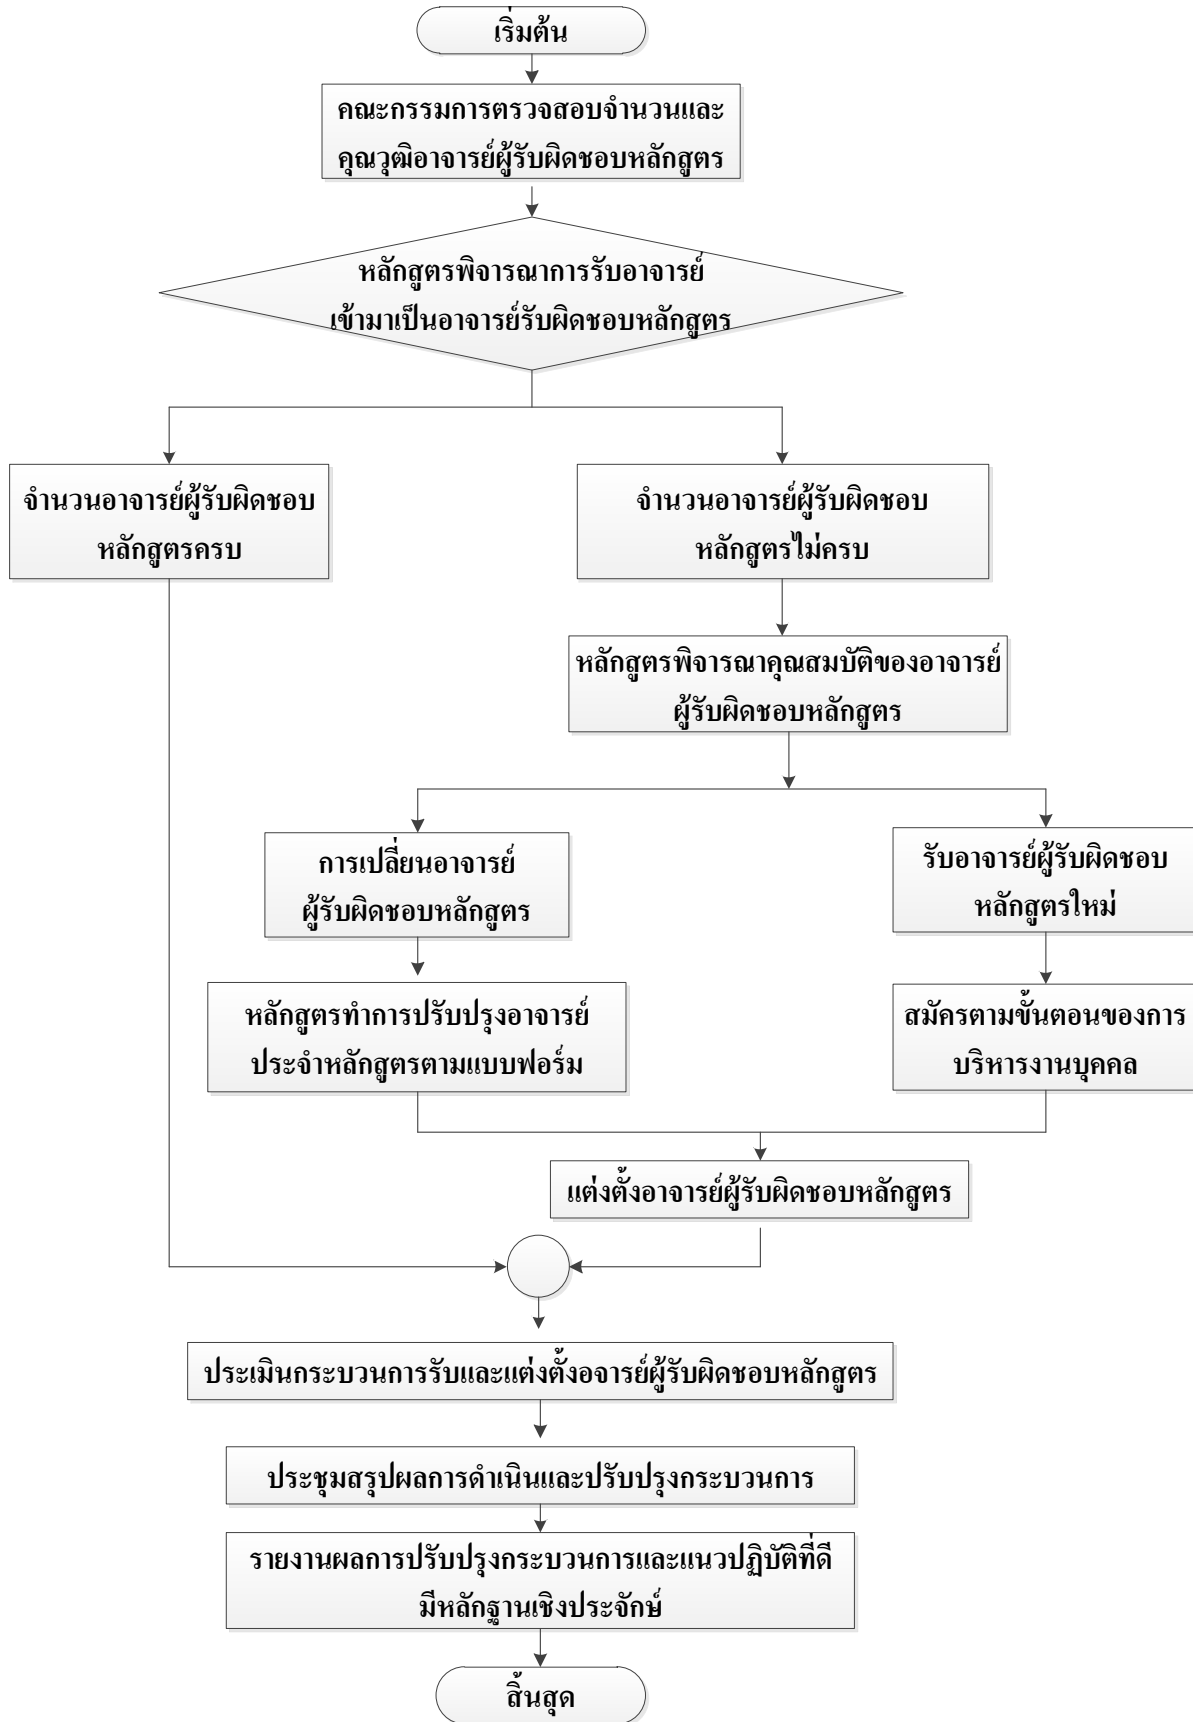 เริ่มต้น
คณะกรรมการตรวจสอบจำนวนและ
คุณวุฒิอาจารย์ผู้รับผิดชอบหลักสูตร
หลักสูตรพิจารณาการรับอาจารย์
เข้ามาเป็นอาจารย์รับผิดชอบหลักสูตร
จำนวนอาจารย์ผู้รับผิดชอบ
หลักสูตรครบ
จำนวนอาจารย์ผู้รับผิดชอบ
หลักสูตรไม่ครบ
หลักสูตรพิจารณาคุณสมบัติของอาจารย์
ผู้รับผิดชอบหลักสูตร
การเปลี่ยนอาจารย์
ผู้รับผิดชอบหลักสูตร
รับอาจารย์ผู้รับผิดชอบ
หลักสูตรใหม่
หลักสูตรทำการปรับปรุงอาจารย์
ประจำหลักสูตรตามแบบฟอร์ม
สมัครตามขั้นตอนของการ
บริหารงานบุคคล
แต่งตั้งอาจารย์ผู้รับผิดชอบหลักสูตร
ประเมินกระบวนการรับและแต่งตั้งอจารย์ผู้รับผิดชอบหลักสูตร
ประชุมสรุปผลการดำเนินและปรับปรุงกระบวนการ
รายงานผลการปรับปรุงกระบวนการและแนวปฏิบัติที่ดี
มีหลักฐานเชิงประจักษ์
สิ้นสุด